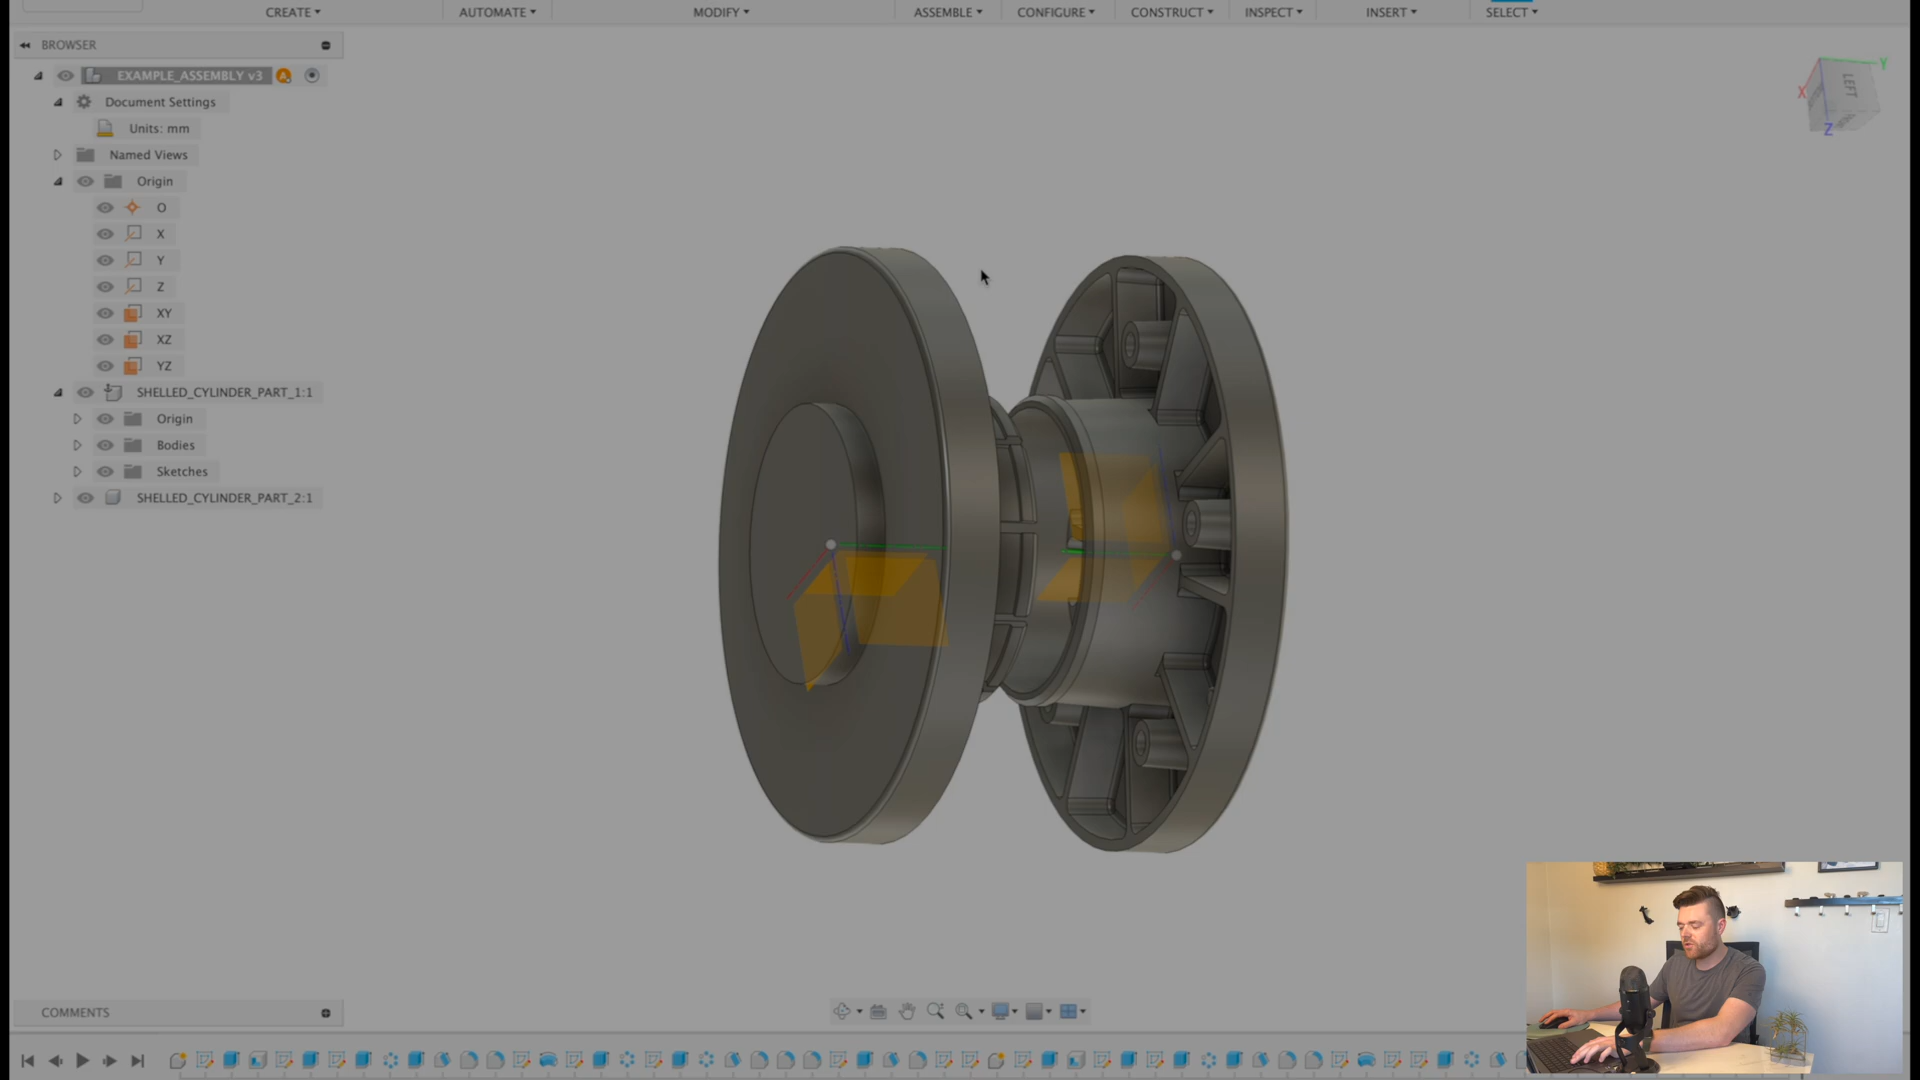 CREATE
AUTOMATE
MODIFY
ASSEMBLE
CONFIGURE
CONSTRUCT
INSPECT
INSERT
SELECT
BROWSER
EXAMPLE_ASSEMBLY v3
A
Document Settings
Units: mm
Named Views
Origin
O
X
Y
Z
XY
XZ
YZ
SHELLED_CYLINDER_PART_1:1
Origin
Bodies
Sketches
SHELLED_CYLINDER_PART_2:1
Y
X
LEFT
Z
COMMENTS